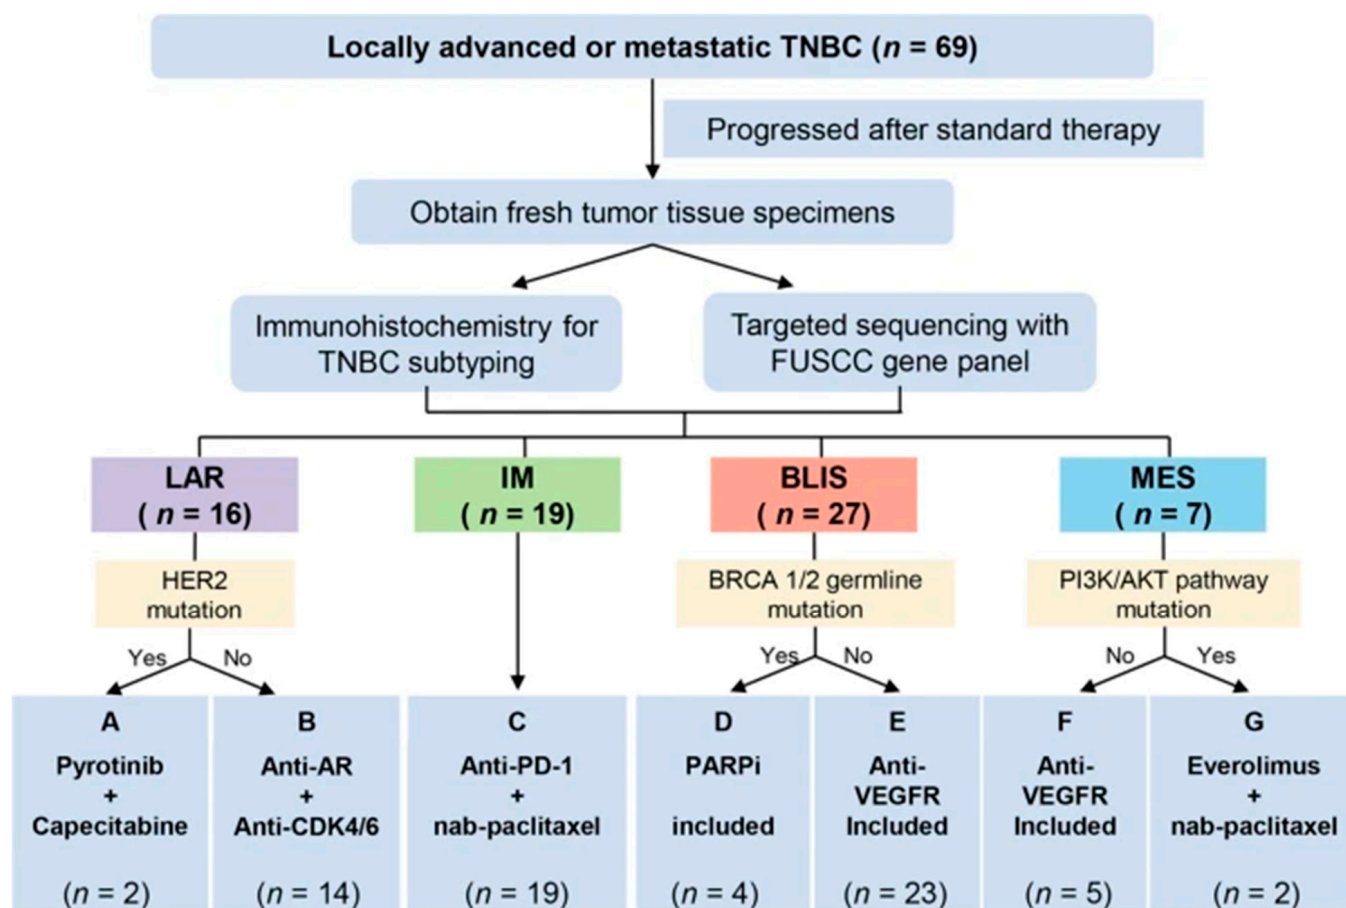 Locally advanced or metastatic TNBC (n = 69)
Progressed after standard therapy
Obtain fresh tumor tissue specimens
Immunohistochemistry for
TNBC subtyping
Targeted sequencing with
FUSCC gene panel
LAR
( n = 16)
IM
( n = 19)
BLIS
( n = 27)
MES
( n = 7)
HER2
mutation
BRCA 1/2 germline
mutation
PI3K/AKT pathway
mutation
Yes
No
Yes
No
No
Yes
A
Pyrotinib
+
Capecitabine
(n = 2)
B
Anti-AR
+
Anti-CDK4/6
(n = 14)
C
Anti-PD-1
+
nab-paclitaxel
(n = 19)
D
PARPi
included
(n = 4)
E
Anti-
VEGFR
Included
(n = 23)
F
Anti-
VEGFR
Included
(n = 5)
G
Everolimus
+
nab-paclitaxel
(n = 2)